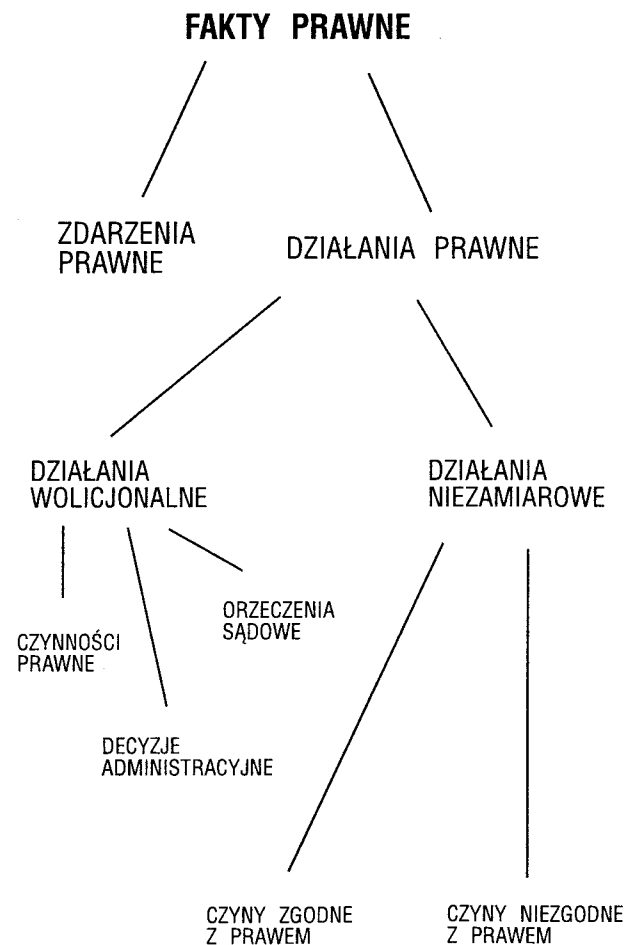 FAKTY PRAWNE
ZDARZENIA
PRAWNE
DZIAŁANIA PRAWNE
DZIAŁANIA
WOLICJONALNE
DZIAŁANIA
NIEZAMIAROWE
CZYNNOŚCI
PRAWNE
ORZECZENIA
SĄDOWE
DECYZJE
ADMINISTRACYJNE
CZYNY ZGODNE
Z PRAWEM
CZYNY NIEZGODNE
Z PRAWEM